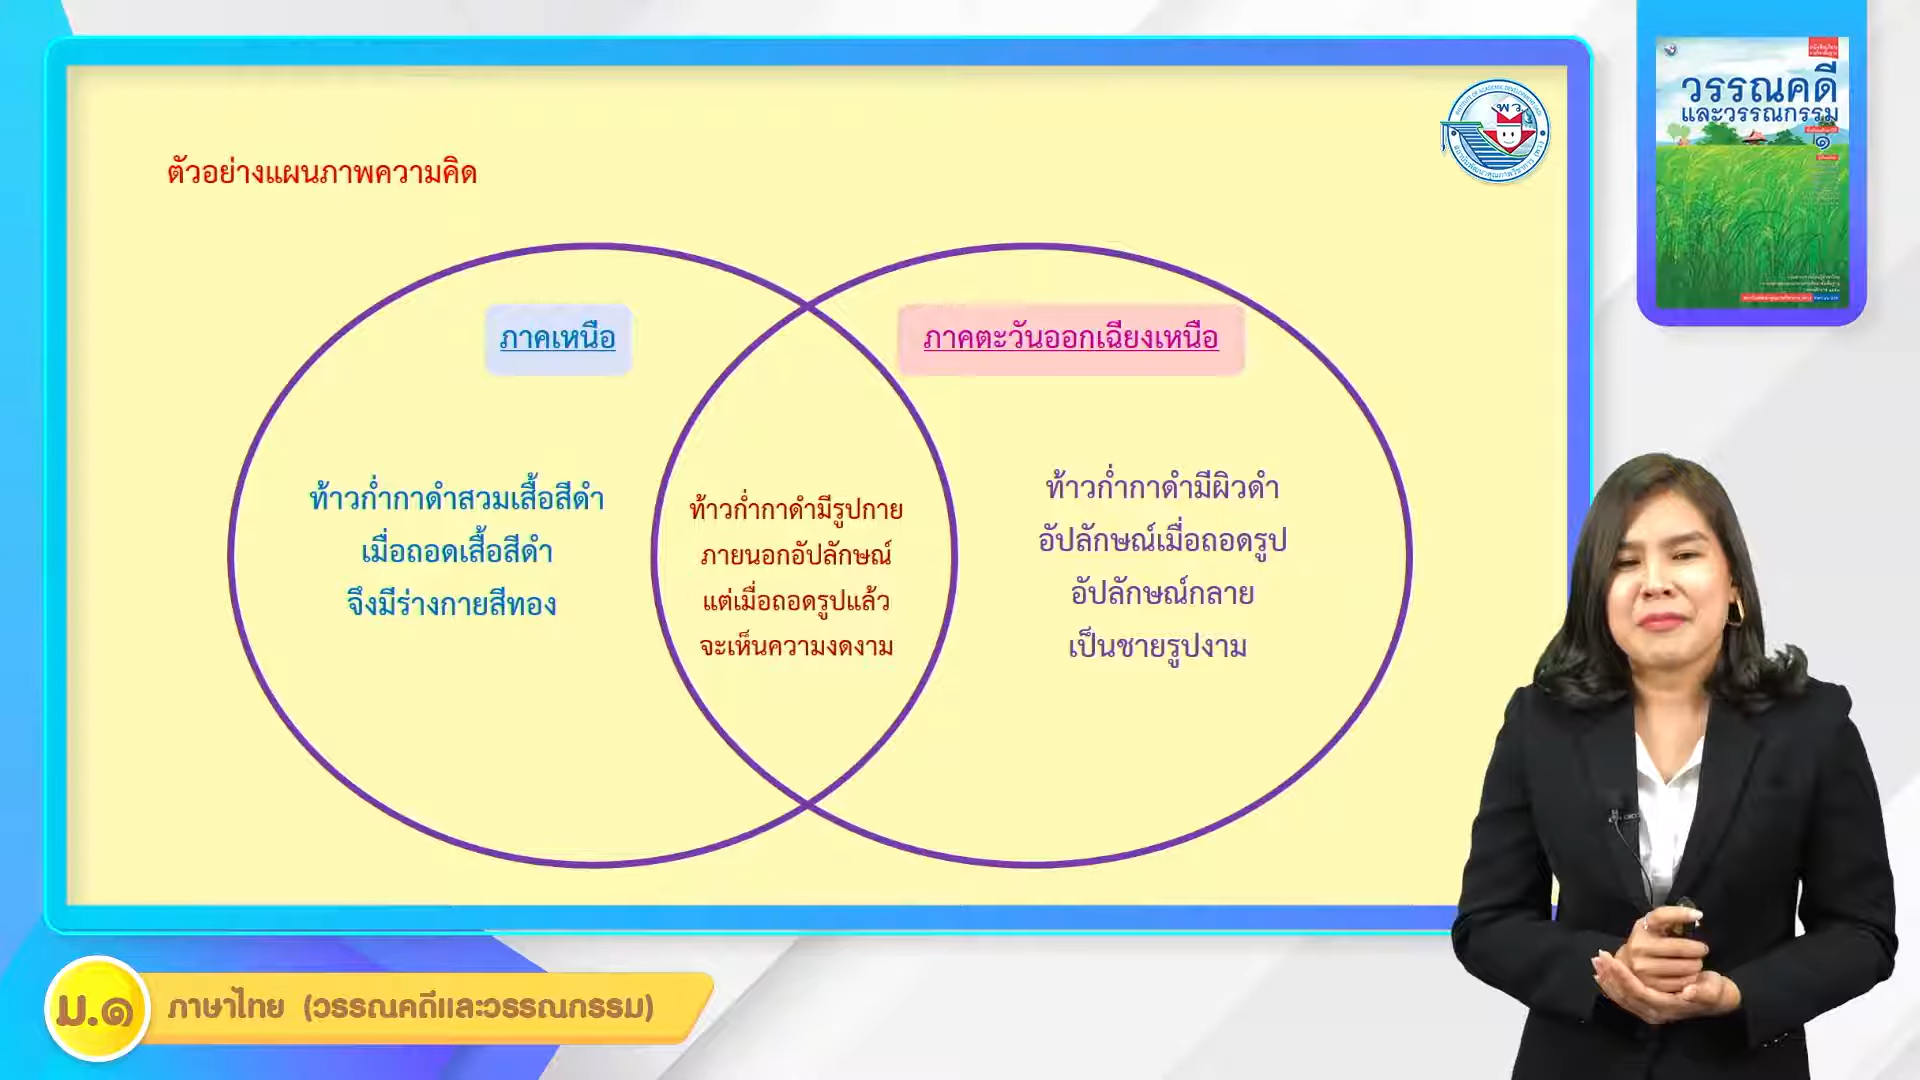 ตัวอย่างแผนภาพความคิด
ภาคเหนือ
ภาคตะวันออกเฉียงเหนือ
ท้าวก่ำกาดำสวมเสื้อสีดำ
เมื่อถอดเสื้อสีดำ
จึงมีร่างกายสีทอง
ท้าวก่ำกาดำมีรูปกาย
ภายนอกอัปลักษณ์
แต่เมื่อถอดรูปแล้ว
จะเห็นความงดงาม
ท้าวก่ำกาดำมีผิวดำ
อัปลักษณ์เมื่อถอดรูป
อัปลักษณ์กลาย
เป็นชายรูปงาม
พว
วรรณคดี
และวรรณกรรม
๑
ม.๑
ภาษาไทย (วรรณคดีและวรรณกรรม)